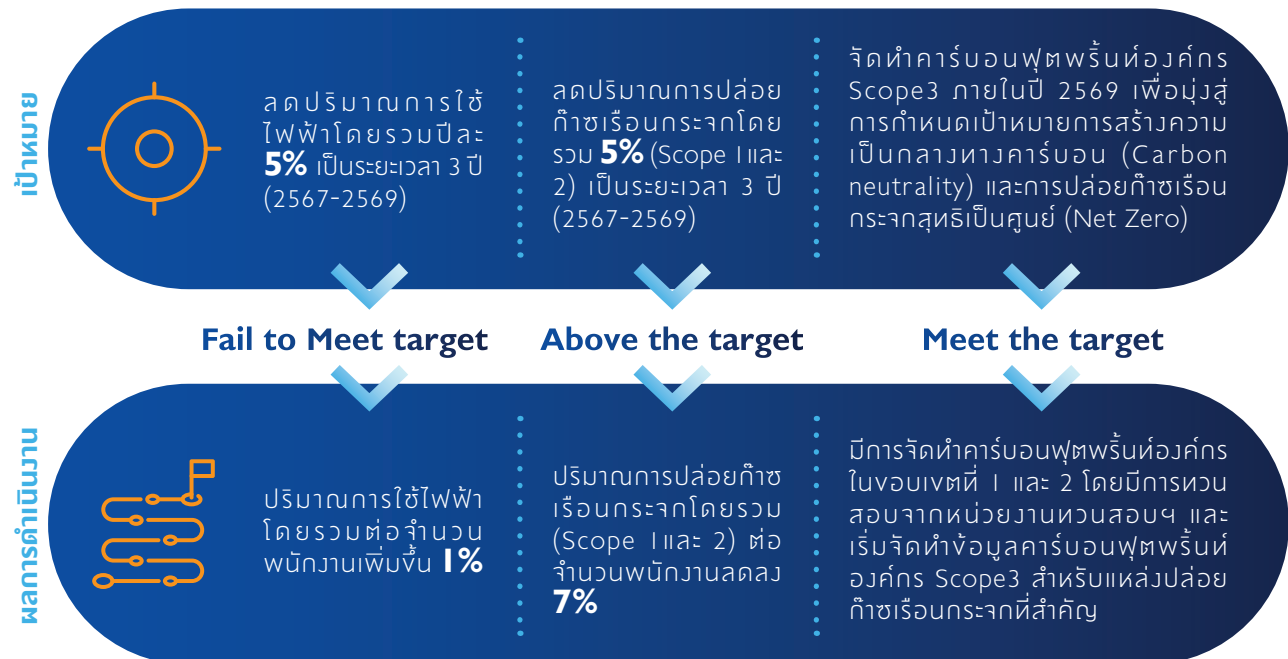 เป้าหมาย
ลดปริมาณการใช้
ไฟฟ้าโดยรวมปีละ
5% เป็นระยะเวลา 3 ปี
(2567-2569)
ลดปริมาณการปล่อย
ก๊าซเรือนกระจกโดย
รวม 5% (Scope 1และ
2) เป็นระยะเวลา 3 ปี
(2567-2569)
จัดทำคาร์บอนฟุตพริ้นท์องค์กร
Scope3 ภายในปี 2569 เพื่อมุ่งสู่
การกำหนดเป้าหมายการสร้างความ
เป็นกลางทางคาร์บอน (Carbon
neutrality) และการปล่อยก๊าซเรือน
กระจกสุทธิเป็นศูนย์ (Net Zero)
Fail to Meet target
Above the target
Meet the target
ผลการดำเนินงาน
ปริมาณการใช้ไฟฟ้า
โดยรวมต่อจำนวน
พนักงานเพิ่มขึ้น 1%
ปริมาณการปล่อยก๊าซ
เรือนกระจกโดยรวม
(Scope 1และ 2) ต่อ
จำนวนพนักงานลดลง
7%
มีการจัดทำคาร์บอนฟุตพริ้นท์องค์กร
ในขอบเขตที่ 1 และ 2 โดยมีการทวน
สอบจากหน่วยงานทวนสอบฯ และ
เริ่มจัดทำข้อมูลคาร์บอนฟุตพริ้นท์
องค์กร Scope3 สำหรับแหล่งปล่อย
ก๊าซเรือนกระจกที่สำคัญ